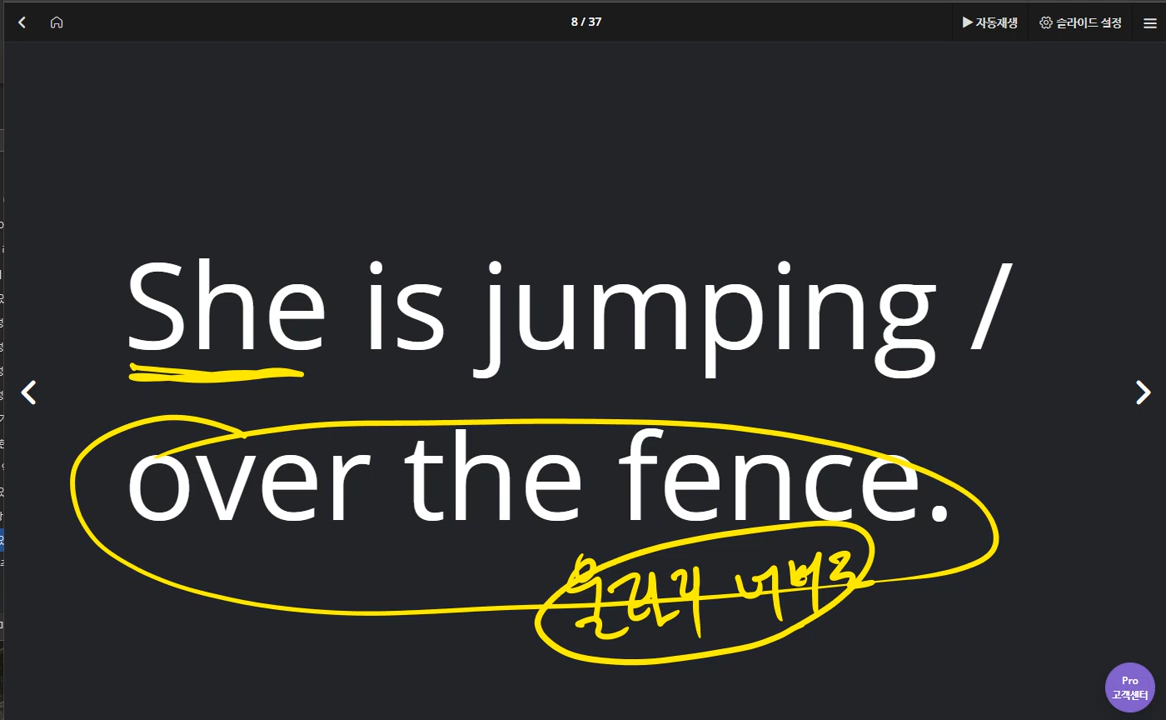 8 / 37
▶ 자동재생
슬라이드 설정
She is jumping /
over the fence.
울타리 너머로
Pro
고객센터